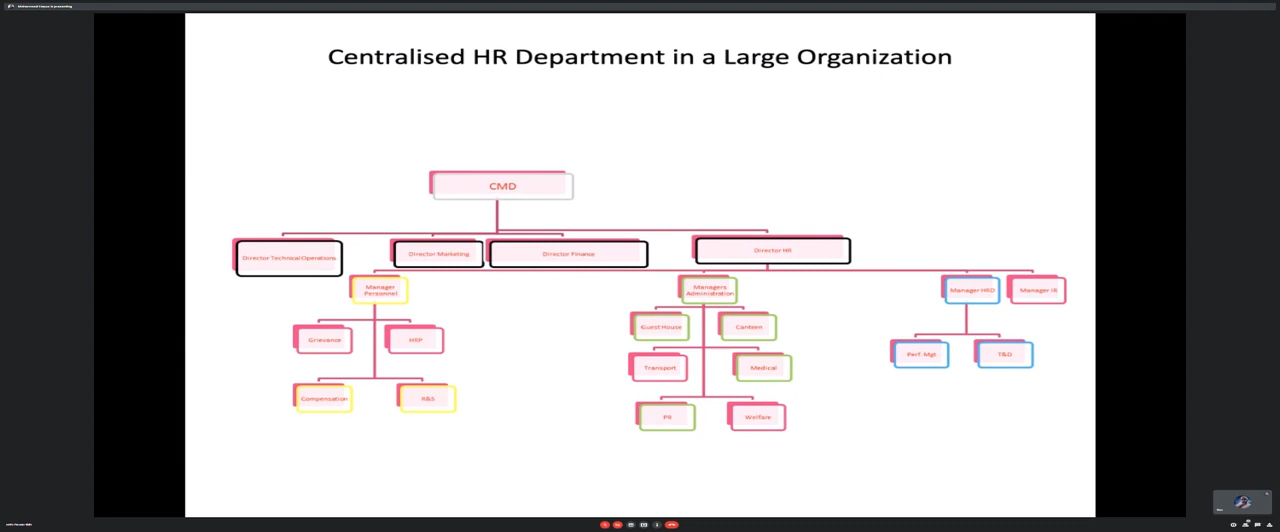 Centralised HR Department in a Large Organization
CMD
Director Technical Operations
Director Marketing
Director Finance
Director HR
Manager
Personnel
Managers
Administration
Manager HRD
Manager IR
Grievance
HRP
Guest House
Canteen
Perf. Mgt
T&D
Transport
Medical
Compensation
R&S
PR
Welfare